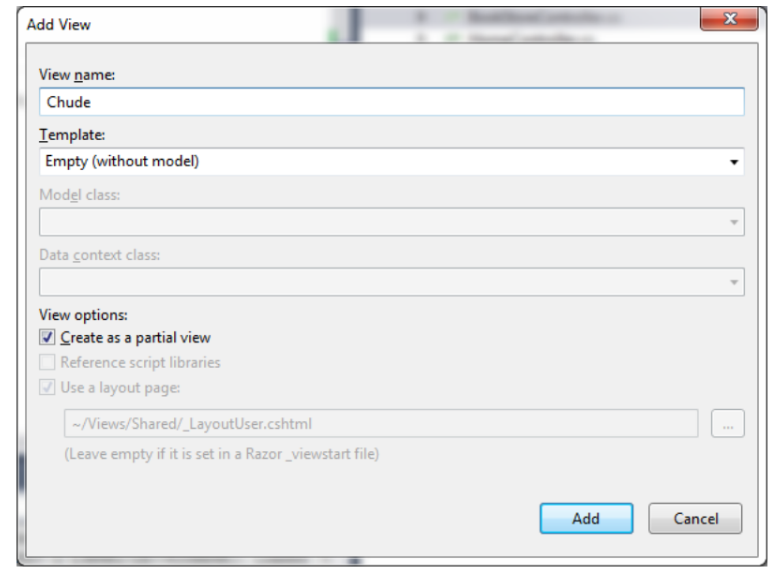 Add View
View name:
Chude
Template:
Empty (without model)
Model class:
Data context class:
View options:
Create as a partial view
Reference script libraries
Use a layout page:
~/Views/Shared/_LayoutUser.cshtml
...
(Leave empty if it is set in a Razor _viewstart file)
Add
Cancel